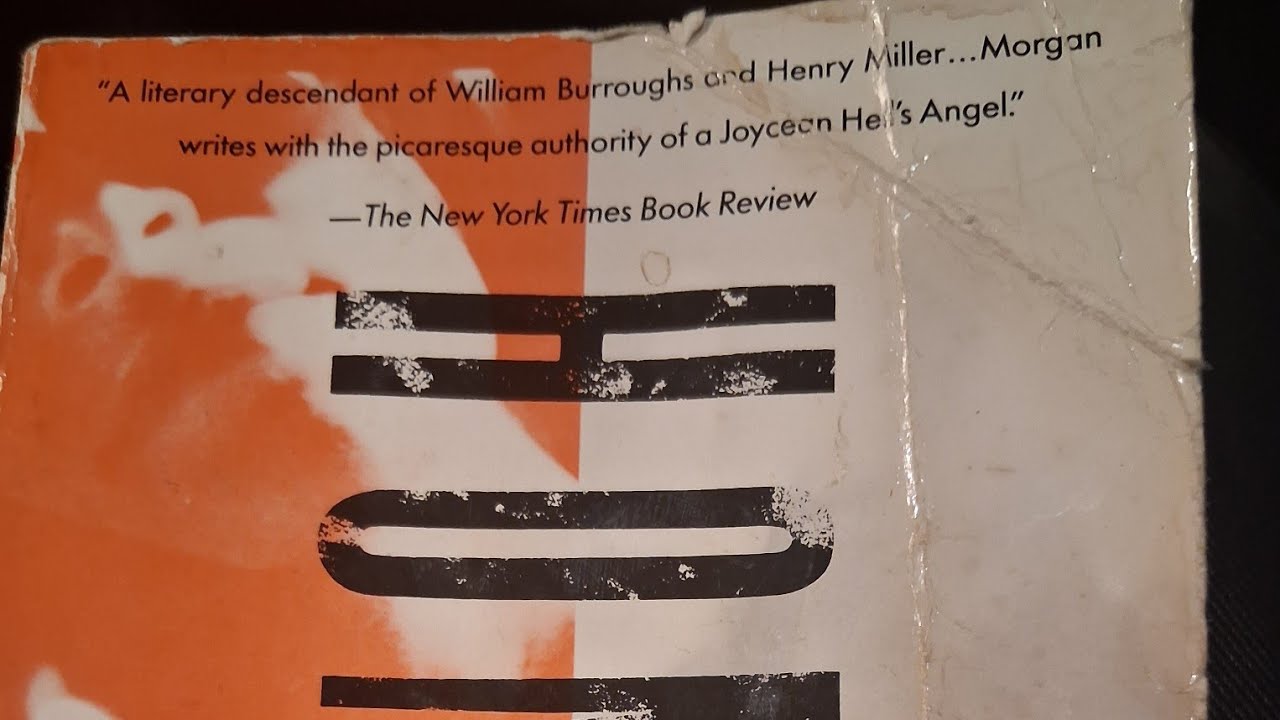 “A literary descendant of William Burroughs and Henry Miller...Morgan
writes with the picaresque authority of a Joycean Hell’s Angel.”
—The New York Times Book Review
H
O